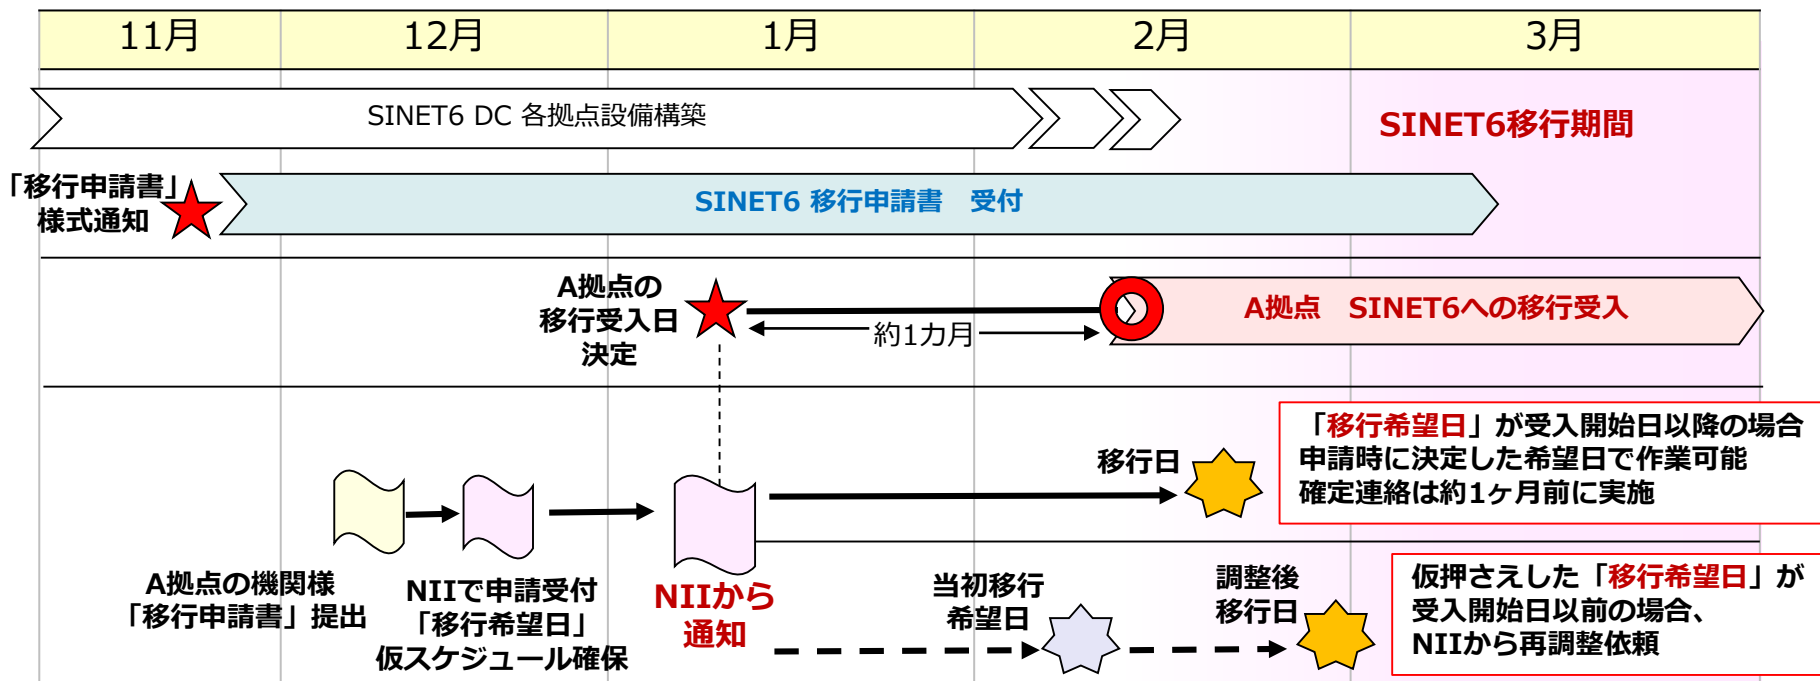 11月
12月
1月
2月
3月
SINET6 DC 各拠点設備構築
SINET6移行期間
「移行申請書」
様式通知
SINET6 移行申請書　受付
A拠点の
移行受入日
決定
約1カ月
A拠点　SINET6への移行受入
移行日
「移行希望日」が受入開始日以降の場合
申請時に決定した希望日で作業可能
確定連絡は約1ヶ月前に実施
A拠点の機関様
「移行申請書」提出
NIIで申請受付
「移行希望日」
仮スケジュール確保
NIIから
通知
当初移行
希望日
調整後
移行日
仮押さえした「移行希望日」が
受入開始日以前の場合、
NIIから再調整依頼